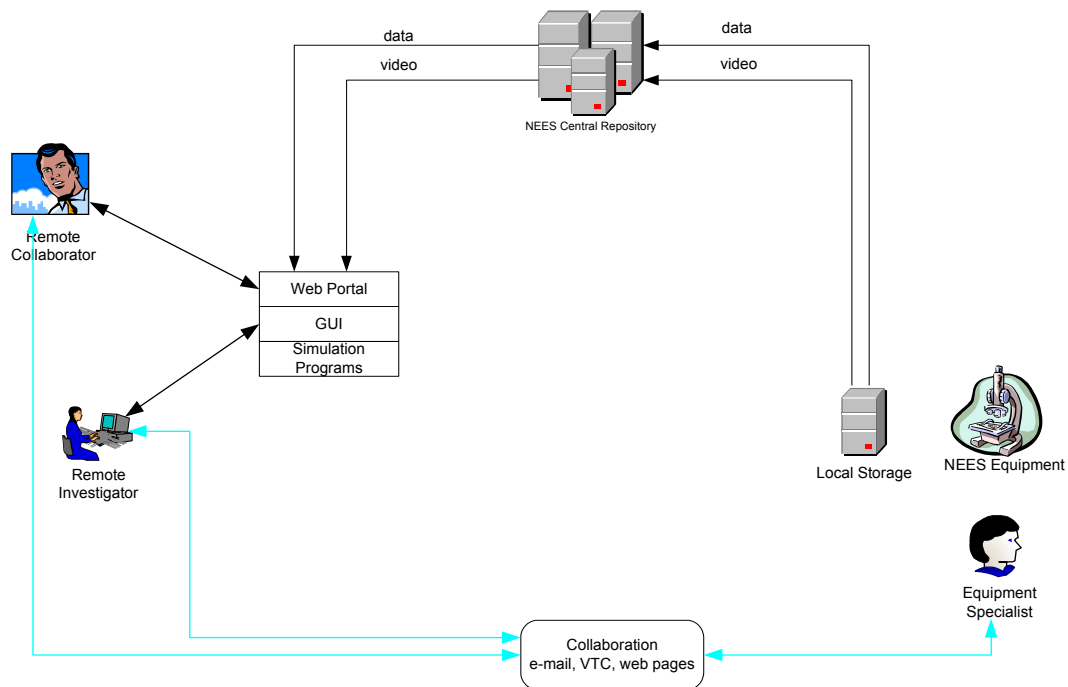 data
data
video
video
NEES Central Repository
Remote
Collaborator
Web Portal
GUI
Simulation
Programs
Remote
Investigator
Local Storage
NEES Equipment
Equipment
Specialist
Collaboration
e-mail, VTC, web pages